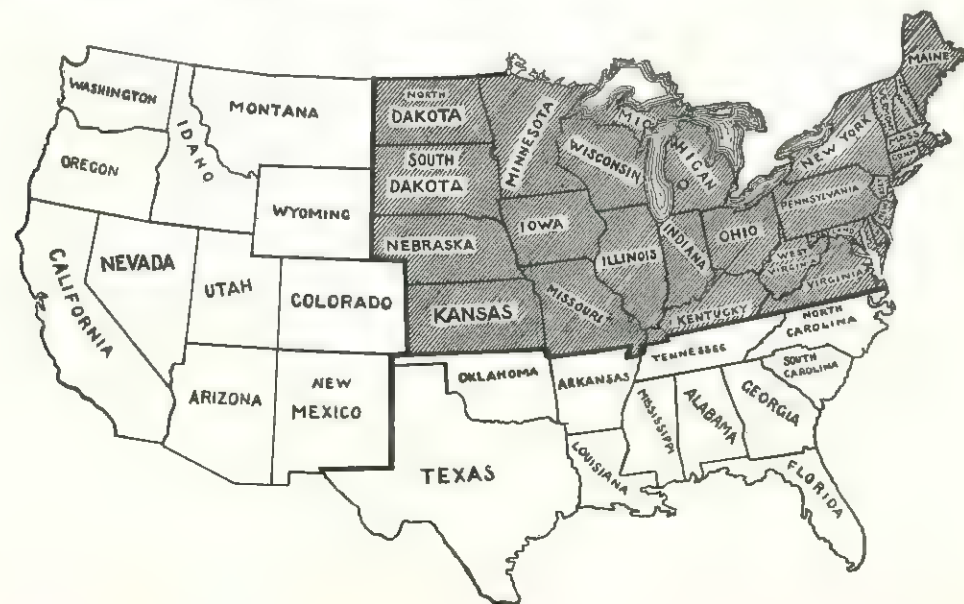 MAINE
WASHINGTON
MONTANA
NORTH
DAKOTA
MINNESOTA
MICHIGAN
IDAHO
OREGON
SOUTH
DAKOTA
WISCONSIN
NEW YORK
MASS
CONN
WYOMING
NEBRASKA
IOWA
ILLINOIS
INDIANA
OHIO
PENNSYLVANIA
CALIFORNIA
NEVADA
UTAH
COLORADO
KANSAS
MISSOURI
KENTUCKY
WEST
VIRGINIA
VIRGINIA
ARIZONA
NEW
MEXICO
OKLAHOMA
ARKANSAS
TENNESSEE
NORTH
CAROLINA
SOUTH
CAROLINA
TEXAS
LOUISIANA
MISSISSIPPI
ALABAMA
GEORGIA
FLORIDA